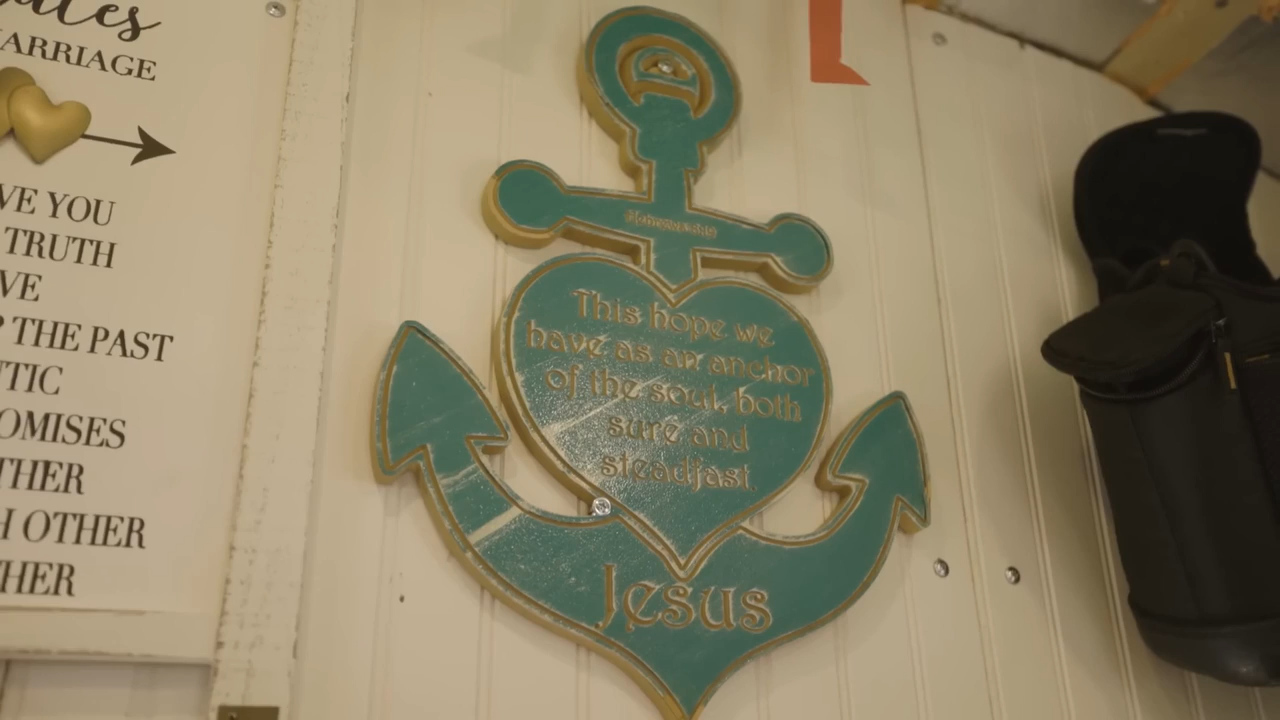 ARRIAGE
VE YOU
TRUTH
VE
THE PAST
TIC
OMISES
THER
H OTHER
HER
This hope we
have as an anchor
of the soul, both
sure and
steadfast.
Jesus